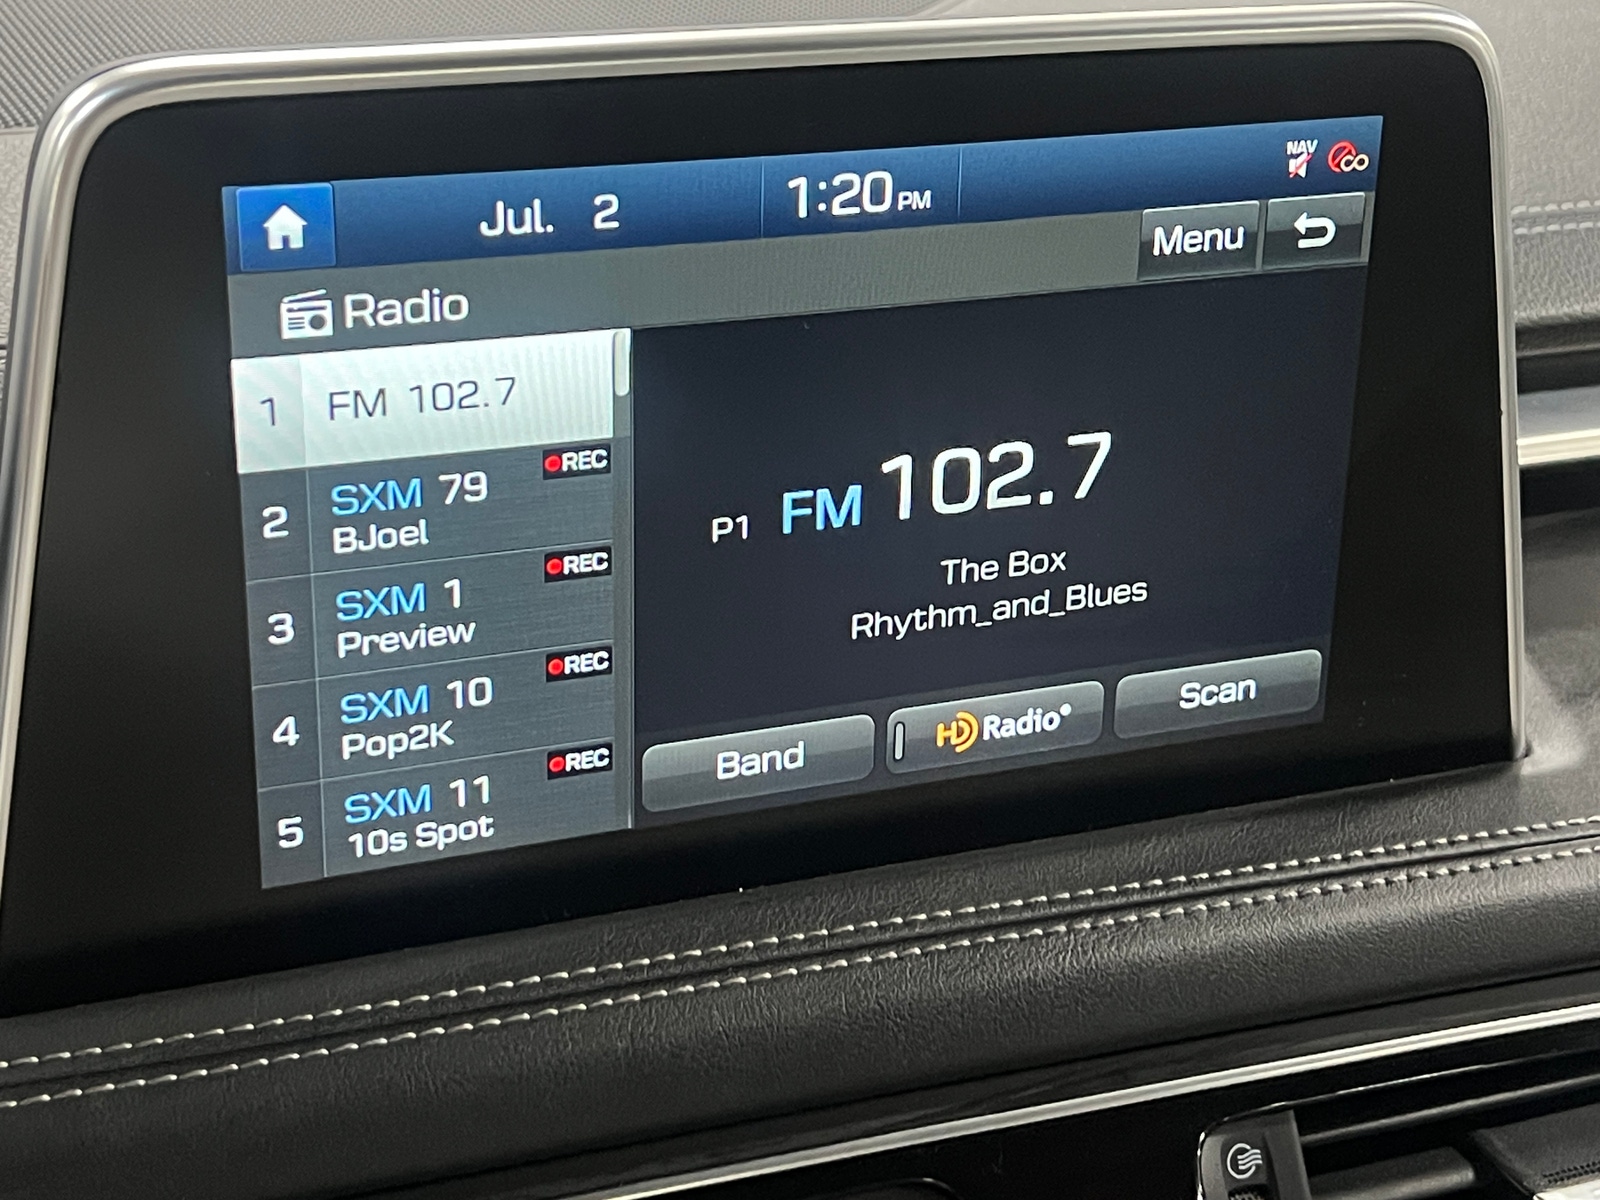 Jul. 2
1:20 PM
NAV
Menu
Radio
1 FM 102.7
2 SXM 79 REC
BJoel
3 SXM 1 REC
Preview
4 SXM 10 REC
Pop2K
5 SXM 11 REC
10s Spot
P1 FM 102.7
The Box
Rhythm_and_Blues
Band
HD Radio
Scan